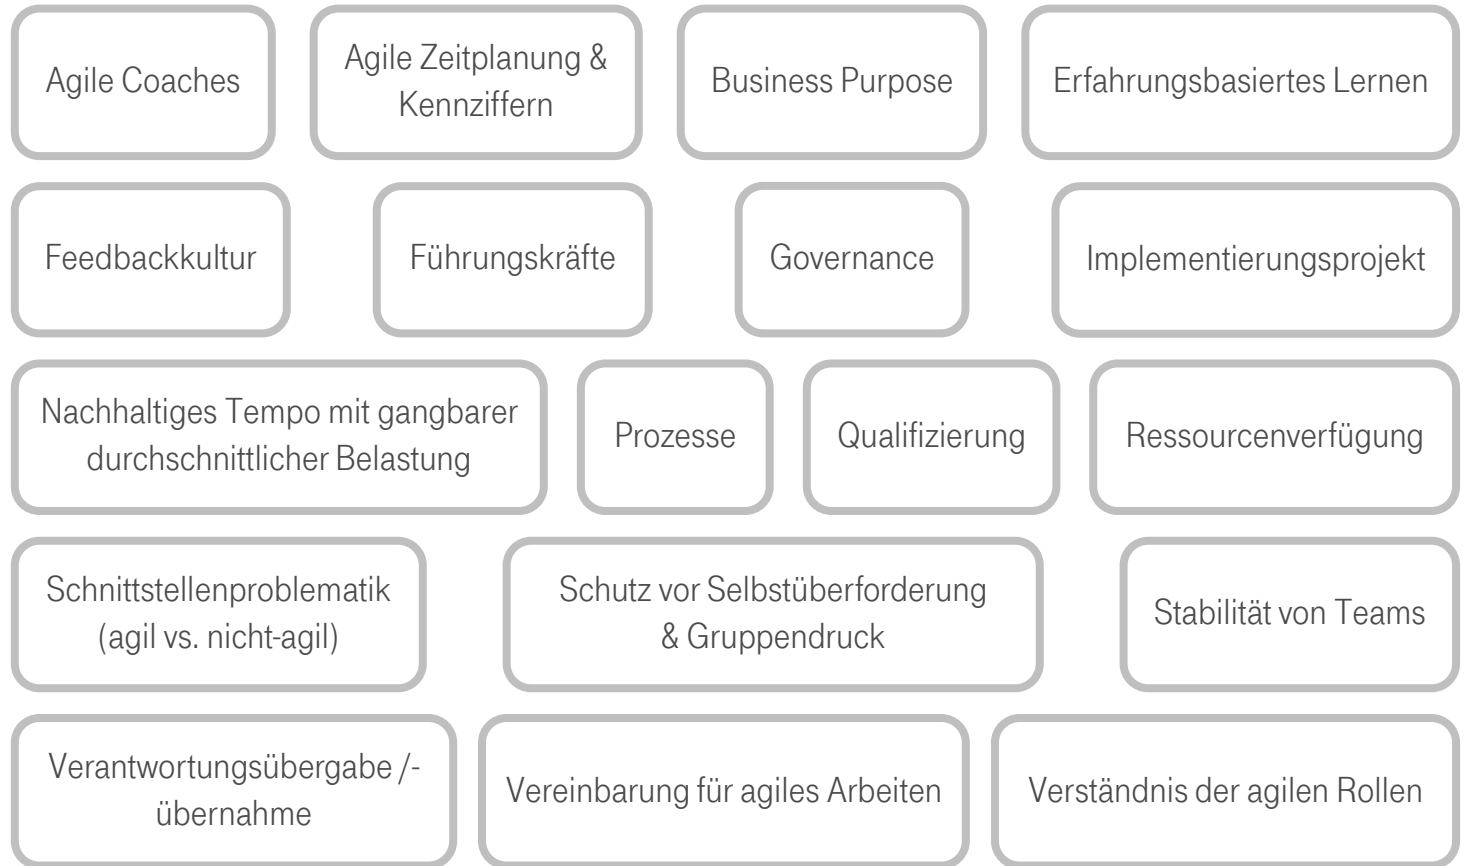 Agile Coaches
Agile Zeitplanung &
Kennziffern
Business Purpose
Erfahrungsbasiertes Lernen
Feedbackkultur
Führungskräfte
Governance
Implementierungsprojekt
Nachhaltiges Tempo mit gangbarer
durchschnittlicher Belastung
Prozesse
Qualifizierung
Ressourcenverfügung
Schnittstellenproblematik
(agil vs. nicht-agil)
Schutz vor Selbstüberforderung
& Gruppendruck
Stabilität von Teams
Verantwortungsübergabe /-
übernahme
Vereinbarung für agiles Arbeiten
Verständnis der agilen Rollen